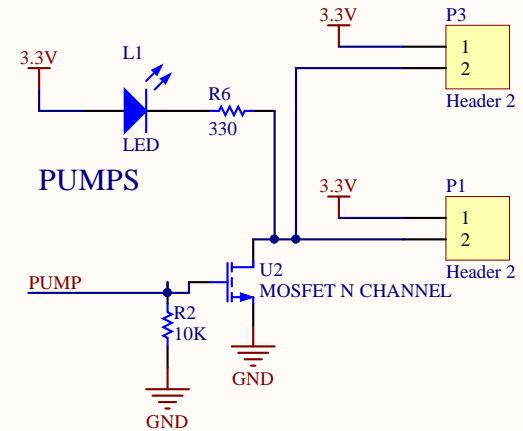 P3
3.3V
1
2
Header 2
L1
3.3V
LED
R6
330
PUMPS
P1
3.3V
1
2
Header 2
U2
MOSFET N CHANNEL
PUMP
R2
10K
GND
GND